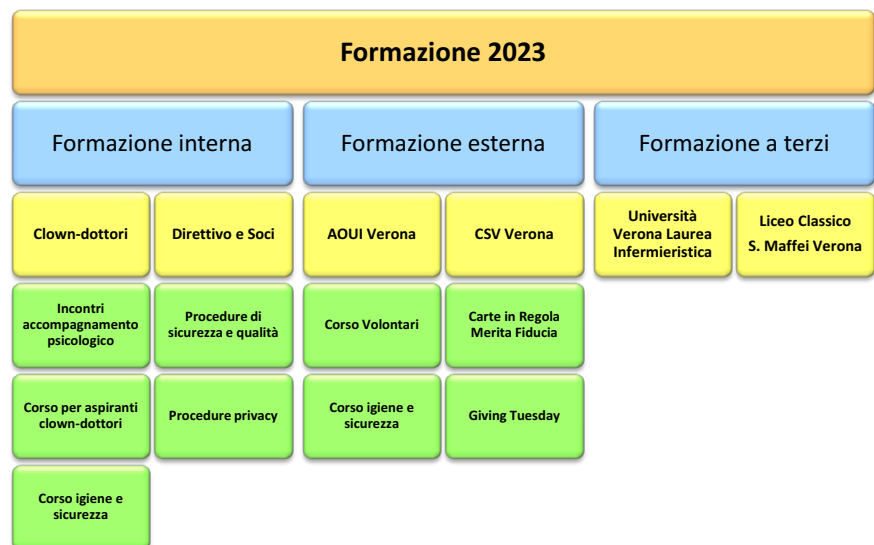 Formazione 2023
Formazione interna
Formazione esterna
Formazione a terzi
Clown-dottori
Direttivo e Soci
AOUI Verona
CSV Verona
Università
Verona Laurea
Infermieristica
Liceo Classico
S. Maffei Verona
Incontri
accompagnamento
psicologico
Procedure di
sicurezza e qualità
Corso Volontari
Carte in Regola
Merita Fiducia
Corso per aspiranti
clown-dottori
Procedure privacy
Corso igiene e
sicurezza
Giving Tuesday
Corso igiene e
sicurezza